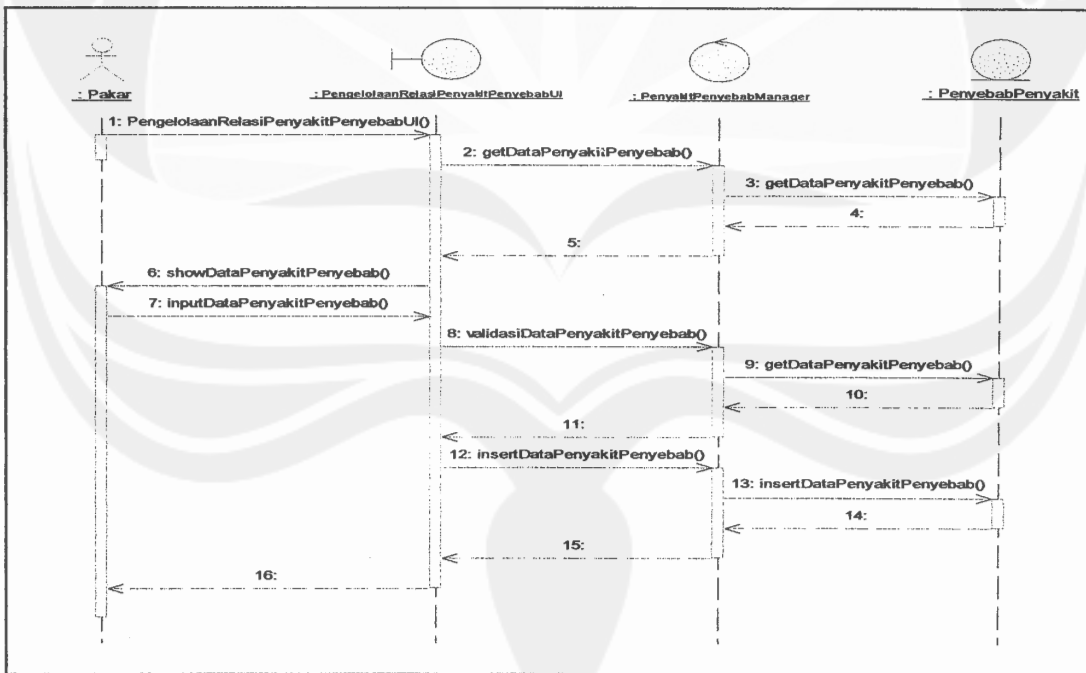 : Pakar
: PengelolaanRelasiPenyakitPenyebabUI
: PenyakitPenyebabManager
: PenyebabPenyakit
1: PengelolaanRelasiPenyakitPenyebabUI()
2: getDataPenyakitPenyebab()
3: getDataPenyakitPenyebab()
4:
5:
6: showDataPenyakitPenyebab()
7: inputDataPenyakitPenyebab()
8: validasiDataPenyakitPenyebab()
9: getDataPenyakitPenyebab()
10:
11:
12: insertDataPenyakitPenyebab()
13: insertDataPenyakitPenyebab()
14:
15:
16: